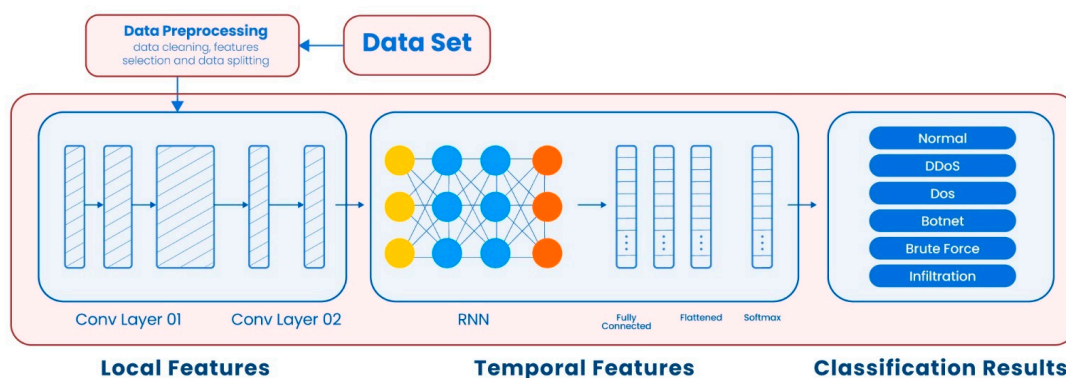 Data Preprocessing
data cleaning, features
selection and data splitting
Data Set
Normal
DDoS
Dos
Botnet
Brute Force
Infiltration
Conv Layer 01
Conv Layer 02
RNN
Fully
Connected
Flattened
Softmax
Local Features
Temporal Features
Classification Results